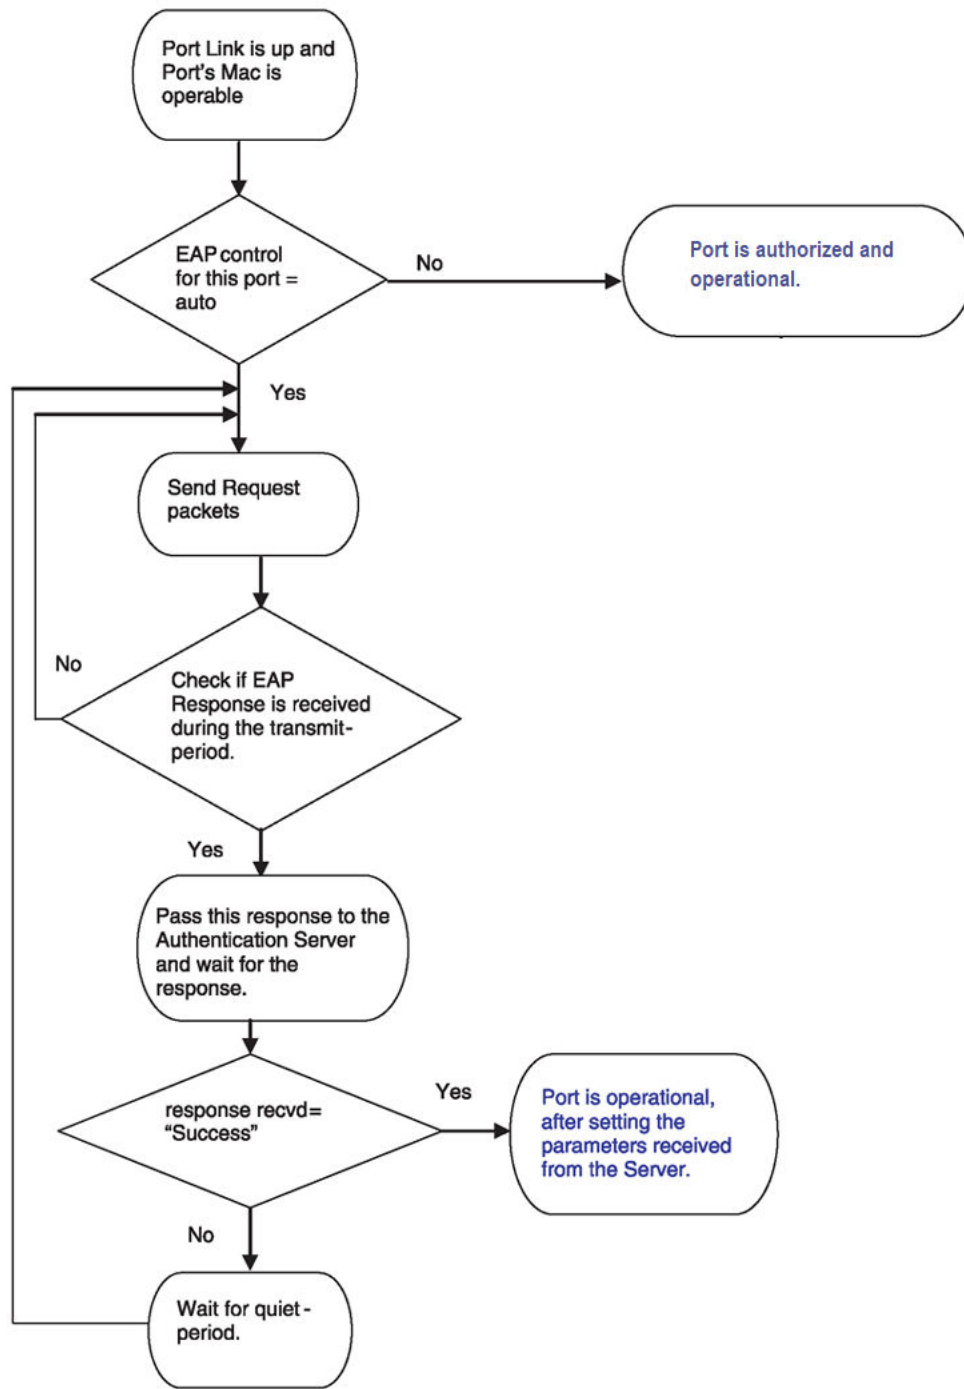 Port Link is up and
Port's Mac is
operable
EAP control
for this port =
auto
No
Port is authorized and
operational.
Yes
Send Request
packets
No
Check if EAP
Response is received
during the transmit-
period.
Yes
Pass this response to the
Authentication Server
and wait for the
response.
response recvd=
“Success”
Yes
Port is operational,
after setting the
parameters received
from the Server.
No
Wait for quiet-
period.